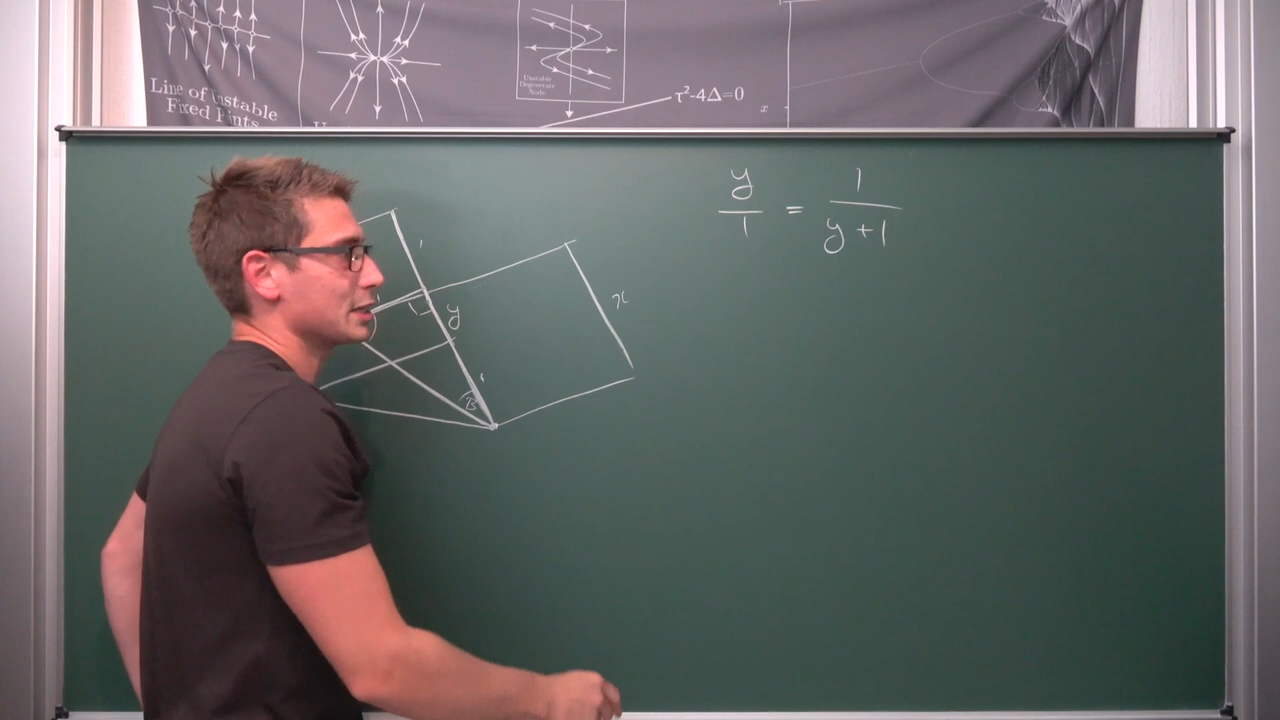 Line of Unstable
Fixed Points
Unstable
Degenerate
Node
τ²-4Δ=0
x
y/1 = 1/(y+1)
1
y
x
1
B